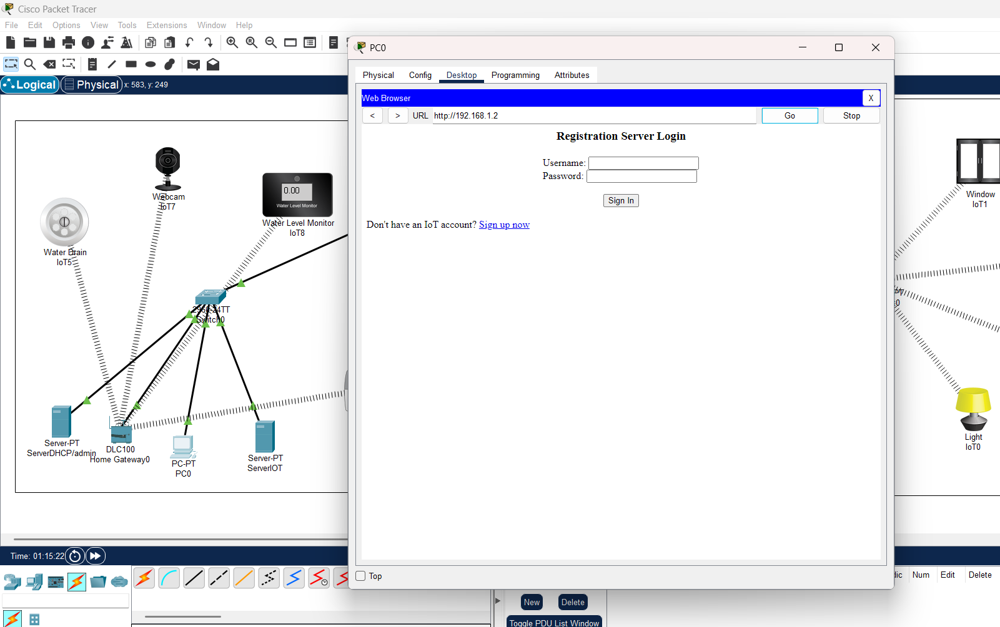 Cisco Packet Tracer
File Edit Options View Tools Extensions Window Help
Logical Physical x: 583, y: 249
Webcam
IoT7
0.00
Water Level Monitor
Water Level Monitor
IoT8
Water Drain
IoT5
2960-24TT
Switch0
Server-PT
ServerDHCP/admin
DLC100
Home Gateway0
PC-PT
PC0
Server-PT
ServerIOT
PC0
Physical Config Desktop Programming Attributes
Web Browser X
< > URL http://192.168.1.2 Go Stop
Registration Server Login
Username:
Password:
Sign In
Don't have an IoT account? Sign up now
Top
Window
IoT1
Light
IoT0
Time: 01:15:22
Num Edit Delete
New Delete
Toggle PDU List Window